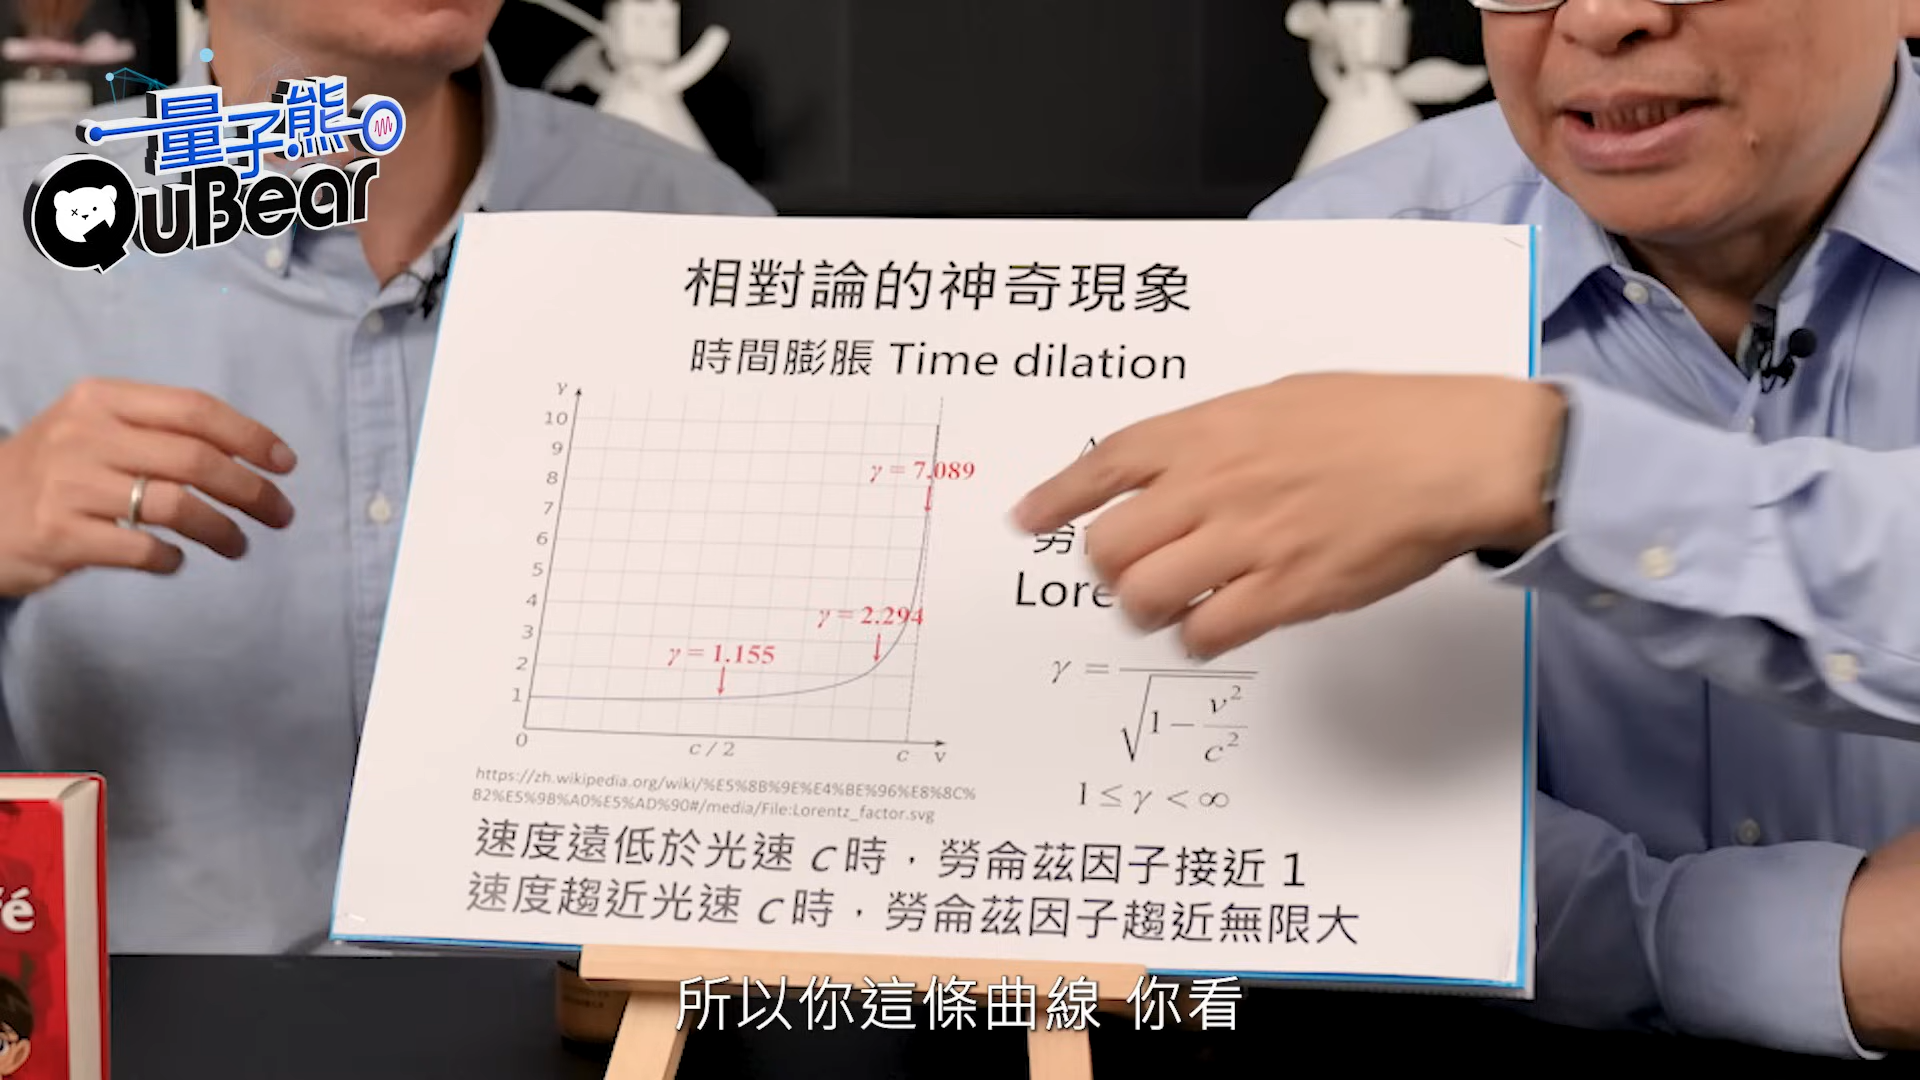 量子熊
QuBear
相對論的神奇現象
時間膨脹 Time dilation
γ
10
9
8
7
6
5
4
3
2
1
0
γ = 7.089
γ = 2.294
γ = 1.155
c / 2
c
v
勞
Lore
γ =
√1 − v²/c²
1 ≤ γ < ∞
https://zh.wikipedia.org/wiki/%E5%8B%9E%E4%BE%96%E8%8C%
B2%E5%9B%A0%E5%AD%90#/media/File:Lorentz_factor.svg
速度遠低於光速 c 時，勞侖茲因子接近 1
速度趨近光速 c 時，勞侖茲因子趨近無限大
fé
所以你這條曲線 你看